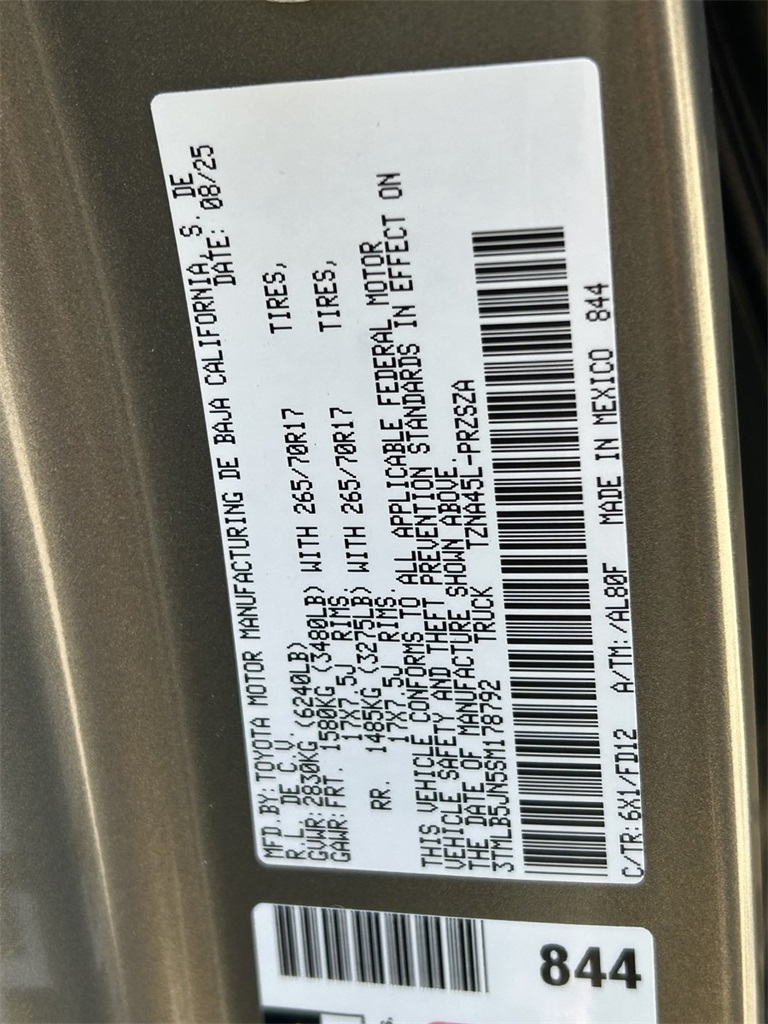 MFD.BY:TOYOTA MOTOR MANUFACTURING DE BAJA CALIFORNIA, S. DE
R.L. DE C.V. DATE: 08/25
GVWR:2830KG (6240LB)
GAWR:FRT. 1580KG (3480LB) WITH 265/70R17 TIRES,
17X7.5J RIMS.
RR. 1485KG (3275LB) WITH 265/70R17 TIRES,
17X7.5J RIMS.
THIS VEHICLE CONFORMS TO ALL APPLICABLE FEDERAL MOTOR
VEHICLE SAFETY AND THEFT PREVENTION STANDARDS IN EFFECT ON
THE DATE OF MANUFACTURE SHOWN ABOVE.
3TMLB5JN5SM178792 TRUCK TZNA45L-PRZSZA
C/TR:6X1/FD12 A/TM:/AL80F MADE IN MEXICO 844
844